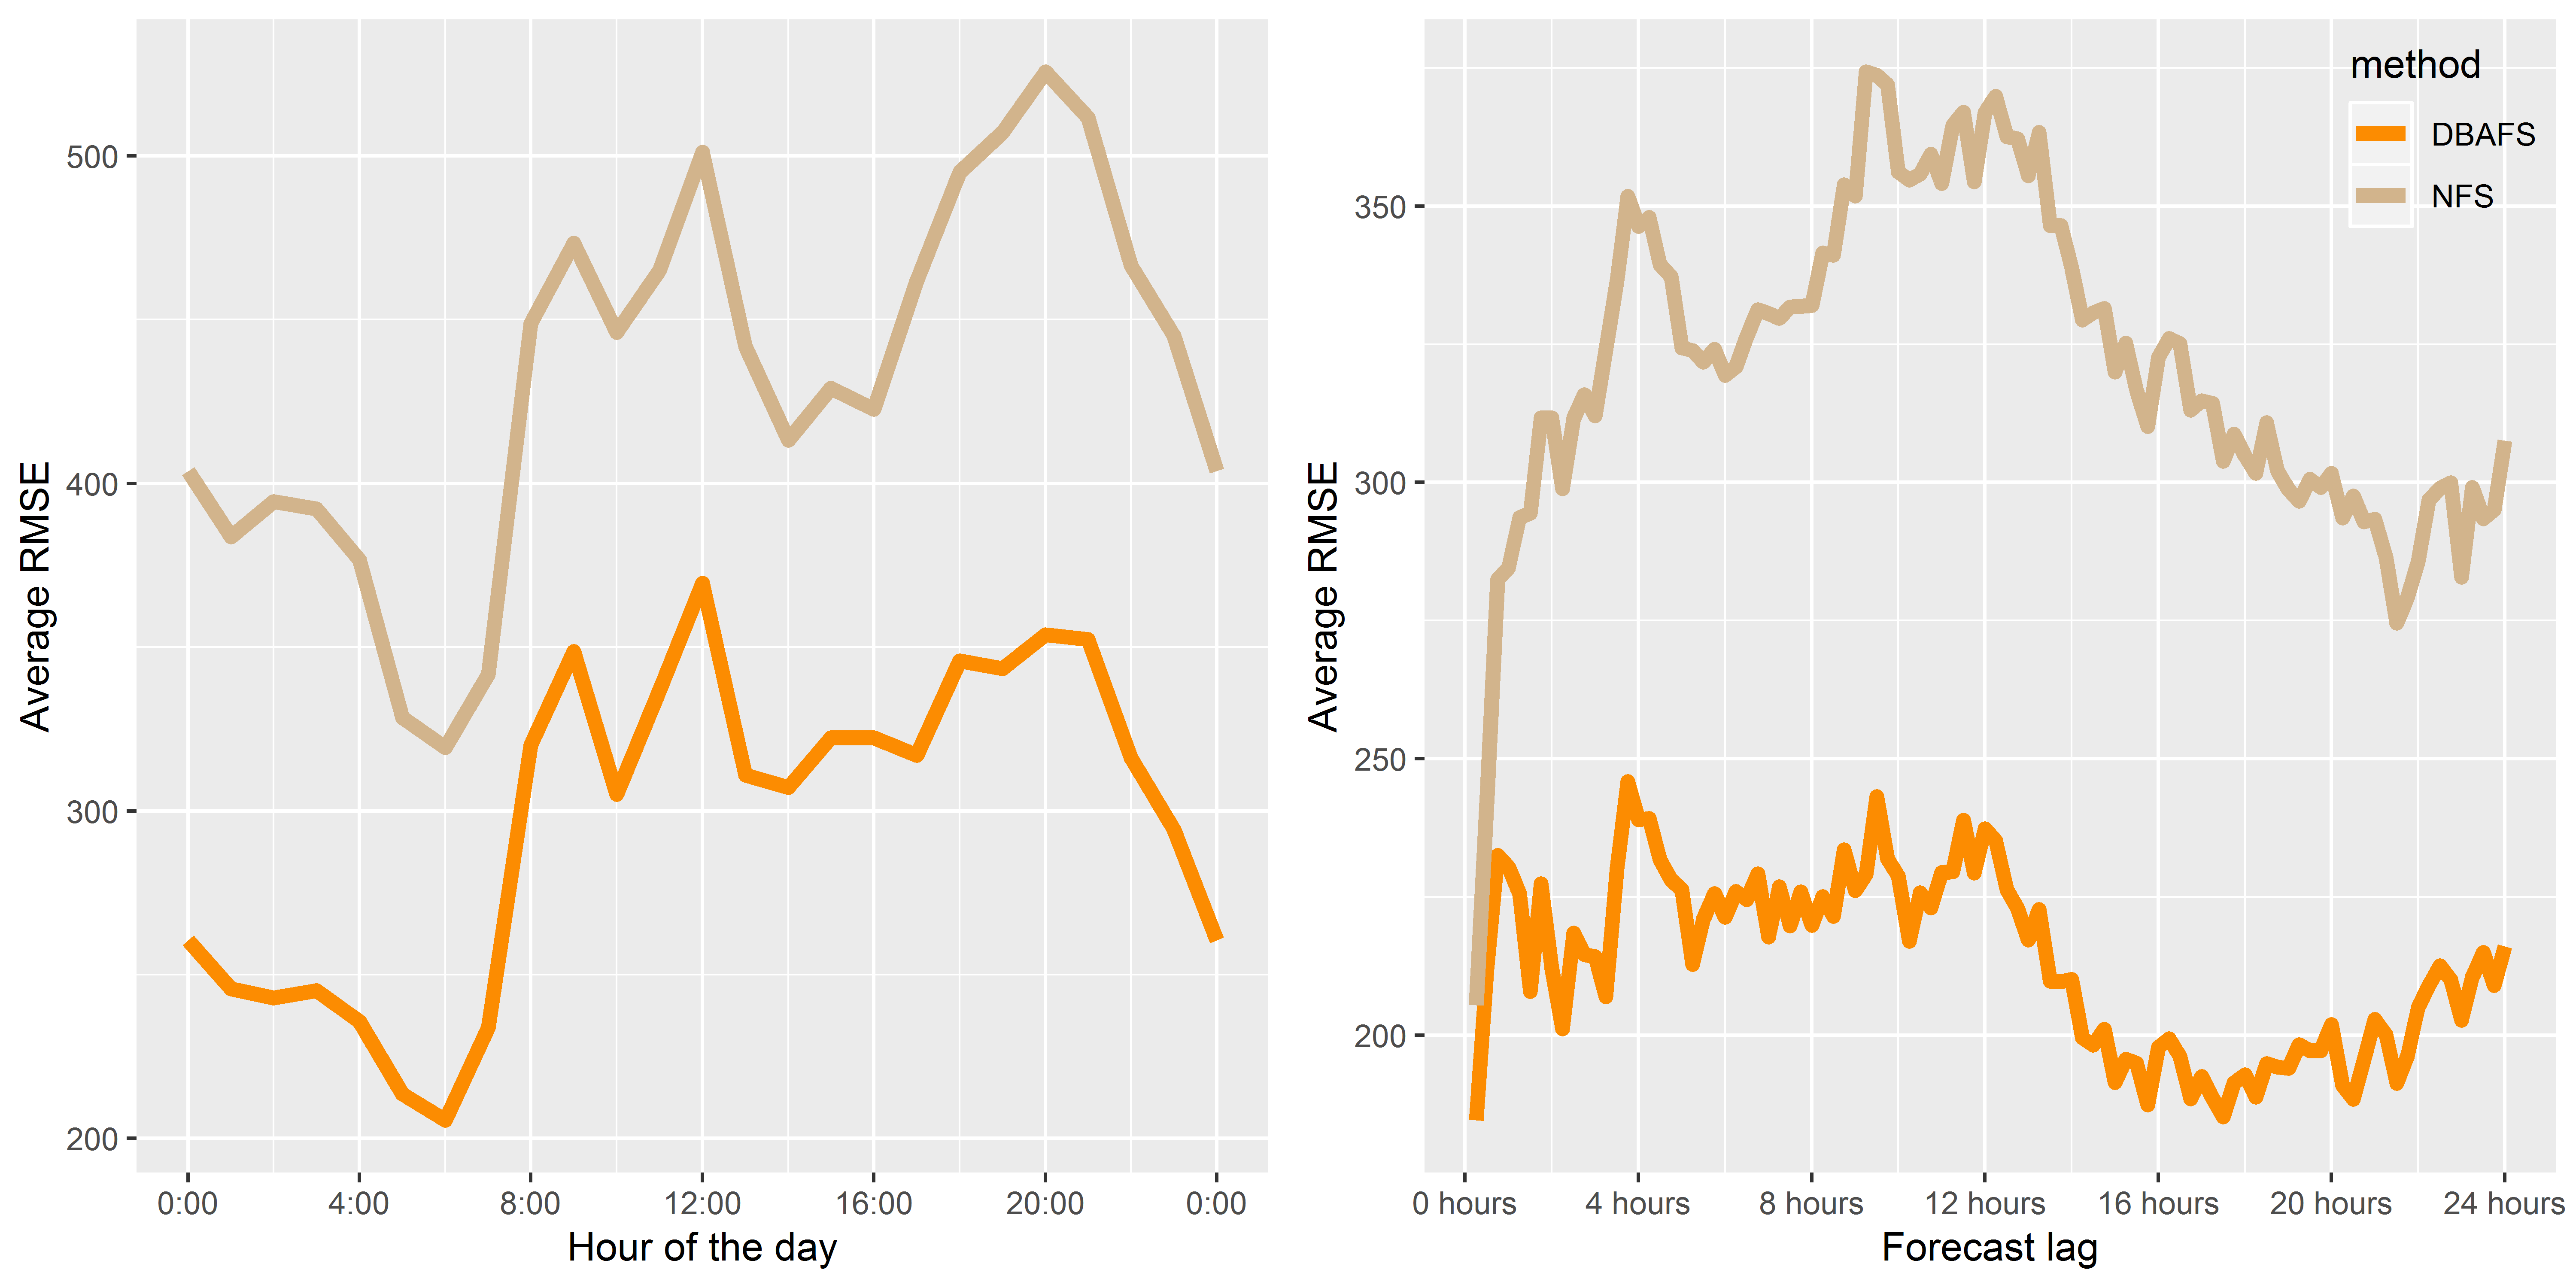 Average RMSE
500
400
300
200
0:00 4:00 8:00 12:00 16:00 20:00 0:00
Hour of the day
Average RMSE
350
300
250
200
0 hours 4 hours 8 hours 12 hours 16 hours 20 hours 24 hours
Forecast lag
method
DBAFS
NFS